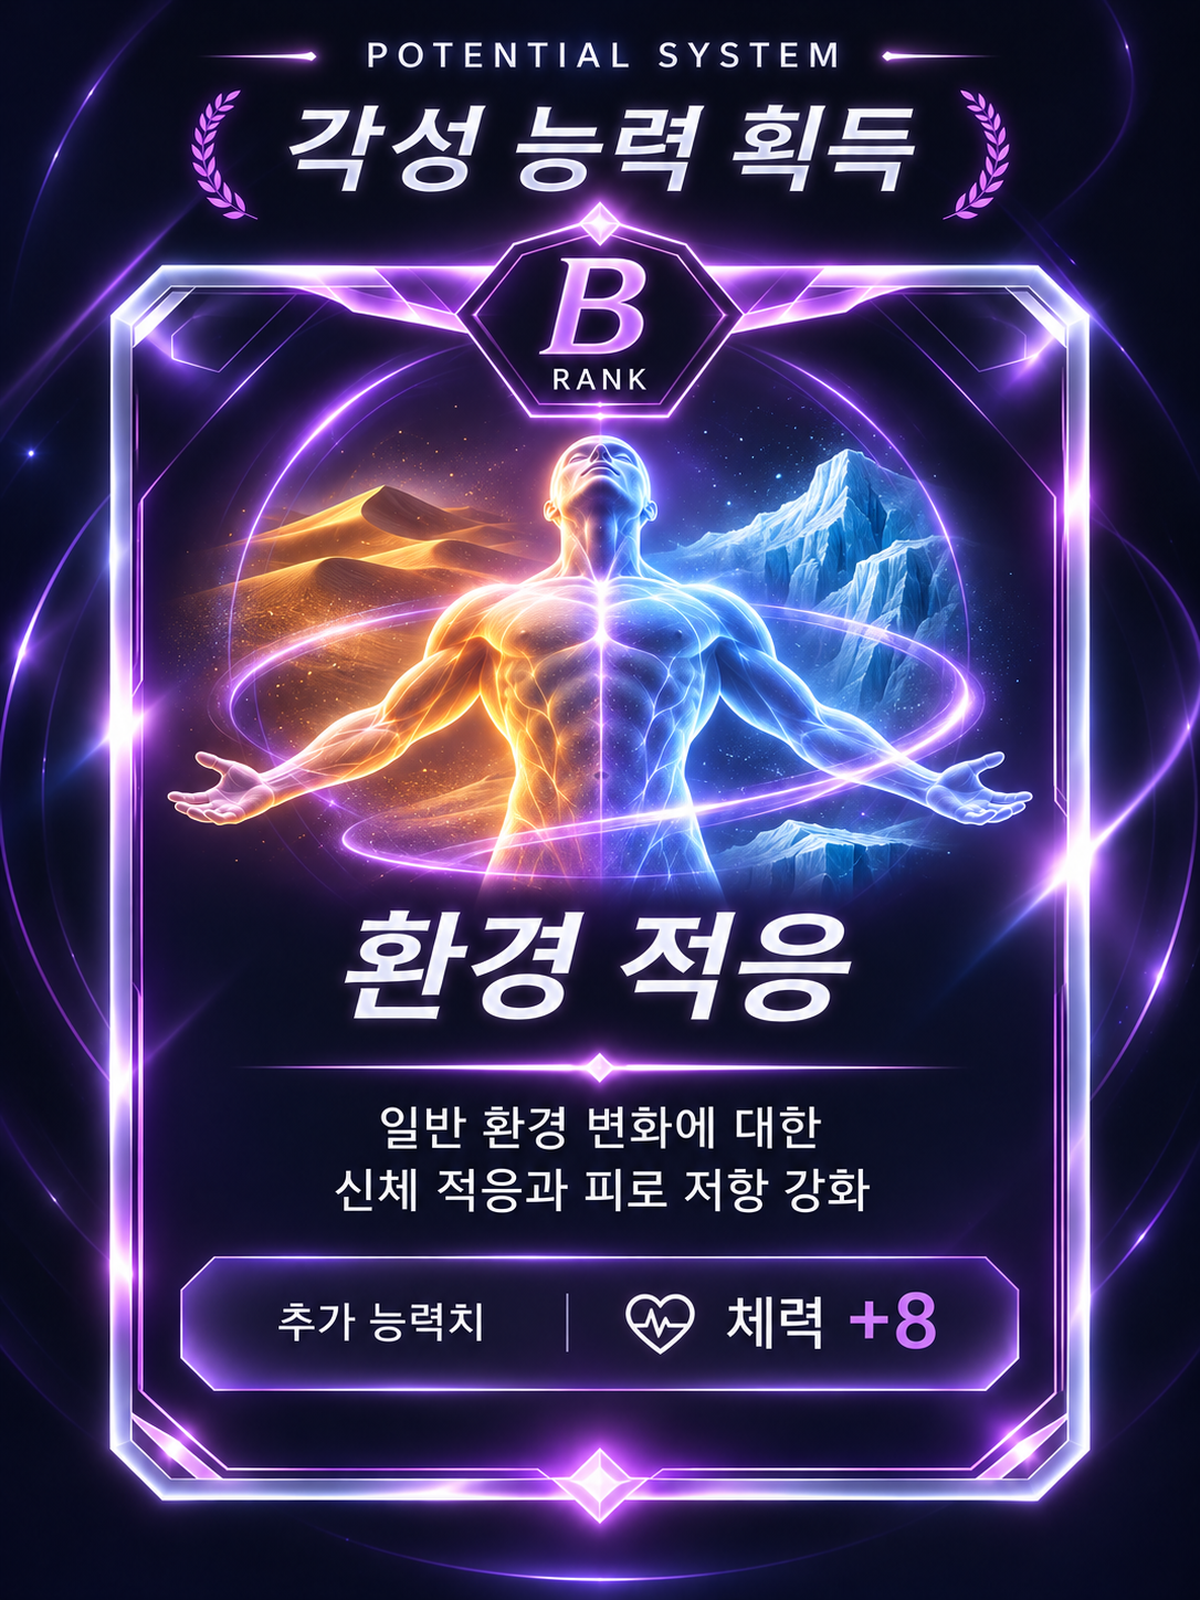 POTENTIAL SYSTEM
각성 능력 획득
B
RANK
환경 적응
일반 환경 변화에 대한
신체 적응과 피로 저항 강화
추가 능력치
체력 +8